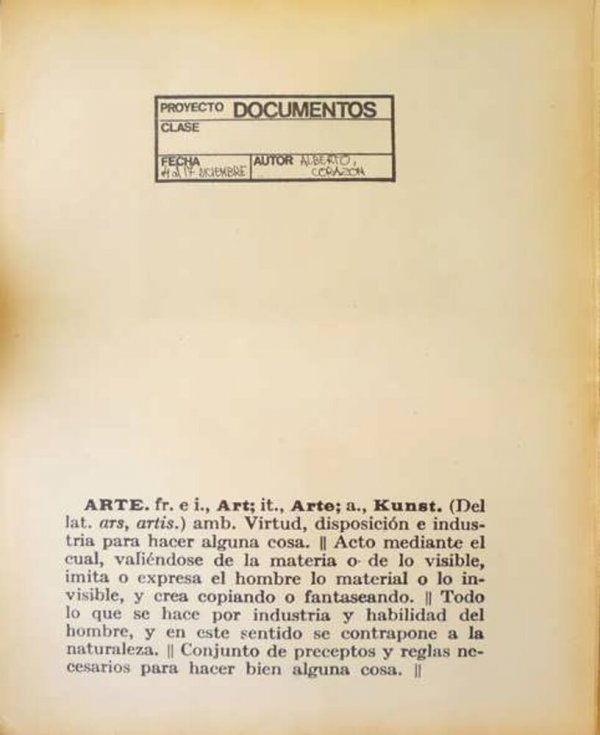 PROYECTO DOCUMENTOS
CLASE
FECHA AUTOR ALBERTO,
al 17 DICIEMBRE CORAZON
ARTE. fr. e i., Art; it., Arte; a., Kunst. (Del
lat. ars, artis.) amb. Virtud, disposición e indus-
tria para hacer alguna cosa. || Acto mediante el
cual, valiéndose de la materia o de lo visible,
imita o expresa el hombre lo material o lo in-
visible, y crea copiando o fantaseando. || Todo
lo que se hace por industria y habilidad del
hombre, y en este sentido se contrapone a la
naturaleza. || Conjunto de preceptos y reglas ne-
cesarios para hacer bien alguna cosa. ||